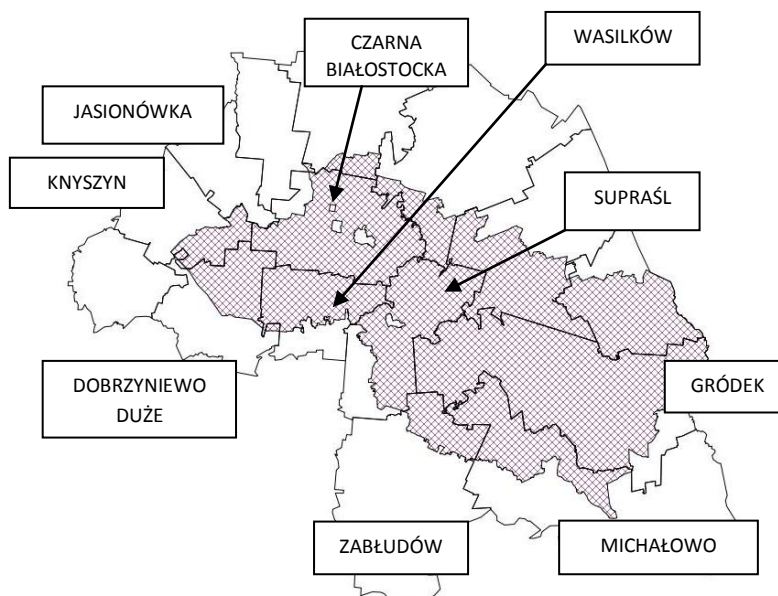 CZARNA
BIAŁOSTOCKA
WASILKÓW
JASIONÓWKA
KNYSZYN
SUPRAŚL
DOBRZYNIEWO
DUŻE
GRÓDEK
ZABŁUDÓW
MICHAŁOWO